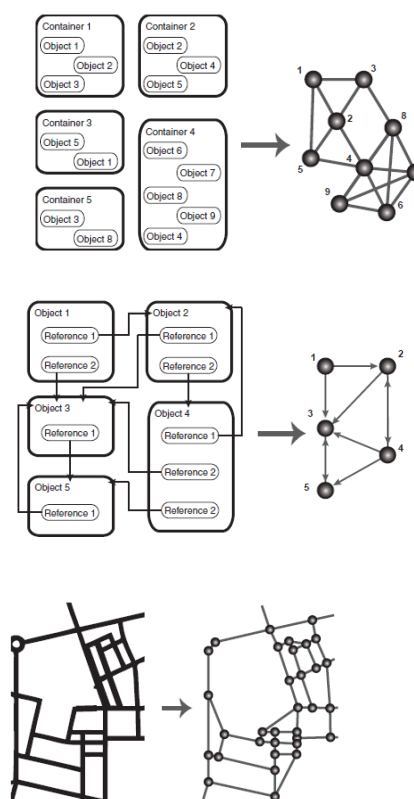 Container 1
Object 1
Object 2
Object 3
Container 2
Object 2
Object 4
Object 5
Container 3
Object 5
Object 1
Container 4
Object 6
Object 7
Object 8
Object 9
Object 4
Container 5
Object 3
Object 8
1
3
2
8
5
4
9
6
Object 1
Reference 1
Reference 2
Object 2
Reference 1
Reference 2
Object 3
Reference 1
Object 4
Reference 1
Reference 2
Reference 2
Object 5
Reference 1
1
2
3
4
5